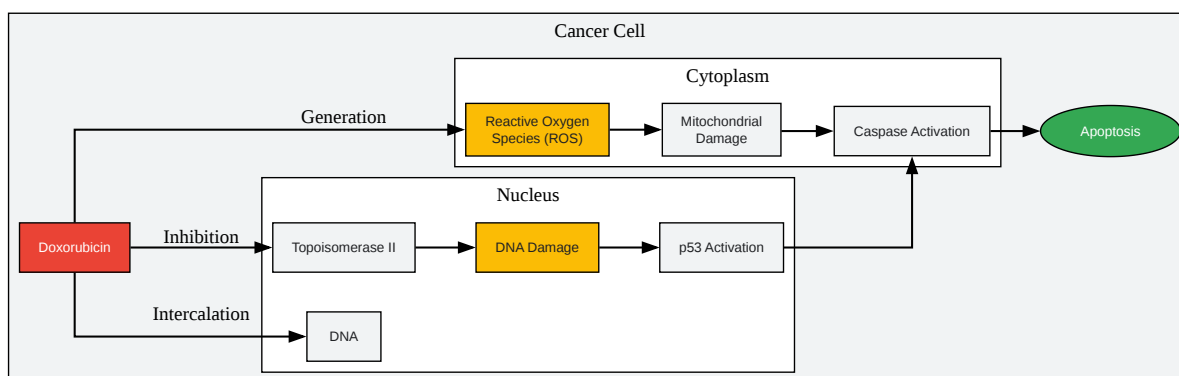 Cancer Cell
Cytoplasm
Generation
Reactive Oxygen
Species (ROS)
Mitochondrial
Damage
Caspase Activation
Apoptosis
Nucleus
Doxorubicin
Inhibition
Topoisomerase II
DNA Damage
p53 Activation
Intercalation
DNA